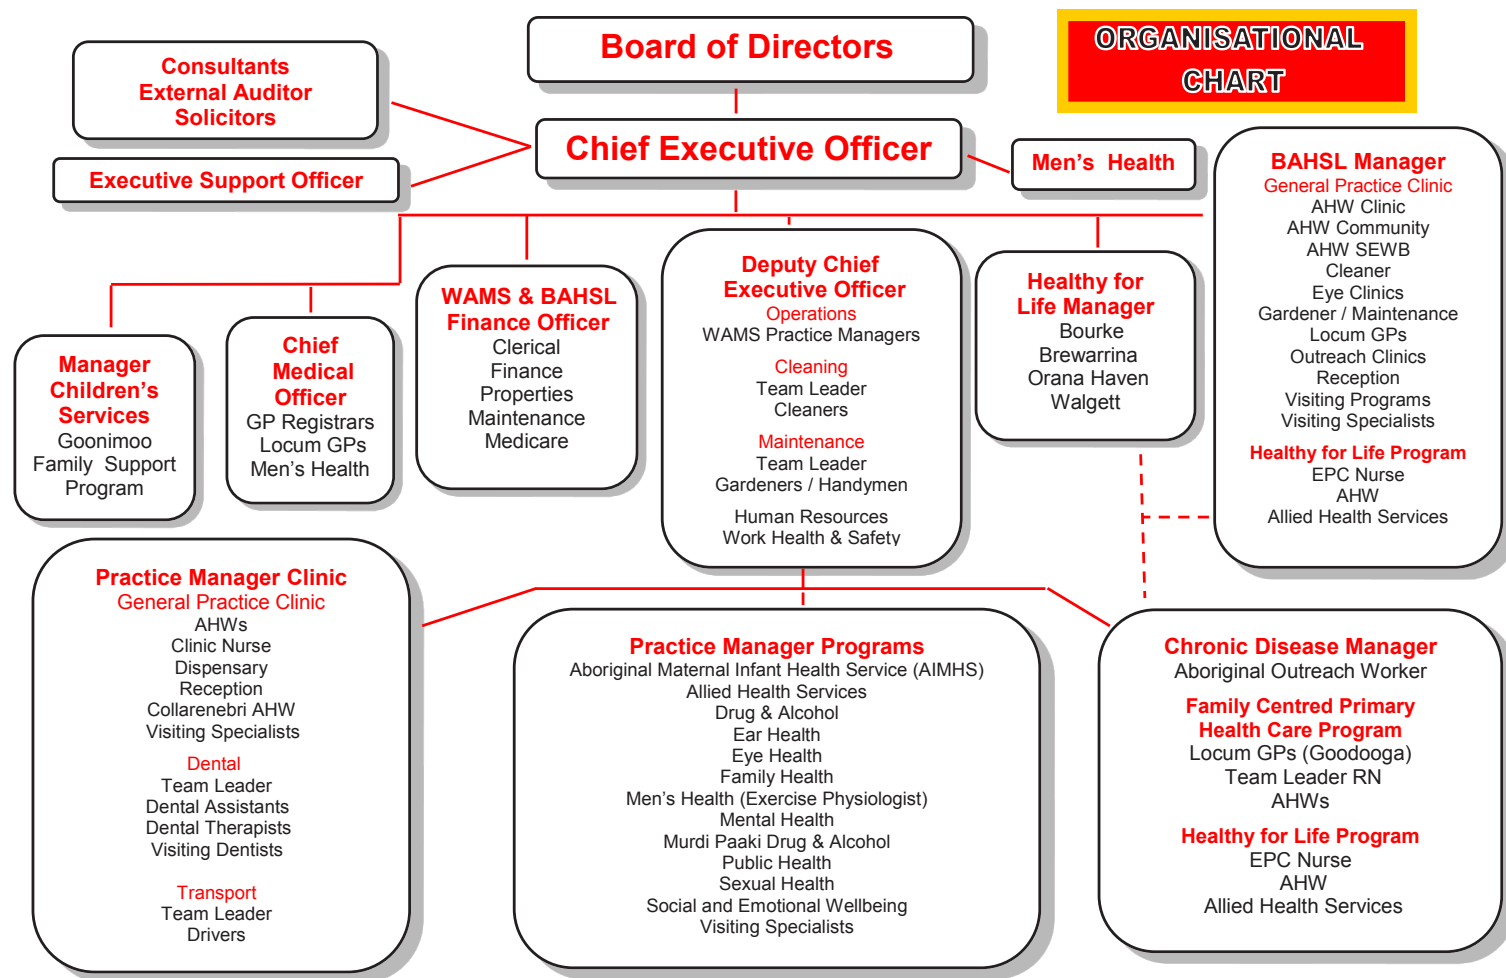 Board of Directors
ORGANISATIONAL
CHART
Consultants
External Auditor
Solicitors
Chief Executive Officer
Executive Support Officer
Men's  Health
BAHSL Manager
General Practice Clinic
AHW Clinic
AHW Community
AHW SEWB
Cleaner
Eye Clinics
Gardener / Maintenance
Locum GPs
Outreach Clinics
Reception
Visiting Programs
Visiting Specialists
Healthy for Life Program
EPC Nurse
AHW
Allied Health Services
Manager
Children's
Services
Goonimoo
Family  Support
Program
Chief
Medical
Officer
GP Registrars
Locum GPs
Men's Health
WAMS & BAHSL
Finance Officer
Clerical
Finance
Properties
Maintenance
Medicare
Deputy Chief
Executive Officer
Operations
WAMS Practice Managers
Cleaning
Team Leader
Cleaners
Maintenance
Team Leader
Gardeners / Handymen
Human Resources
Work Health & Safety
Healthy for
Life Manager
Bourke
Brewarrina
Orana Haven
Walgett
Practice Manager Clinic
General Practice Clinic
AHWs
Clinic Nurse
Dispensary
Reception
Collarenebri AHW
Visiting Specialists
Dental
Team Leader
Dental Assistants
Dental Therapists
Visiting Dentists
Transport
Team Leader
Drivers
Practice Manager Programs
Aboriginal Maternal Infant Health Service (AIMHS)
Allied Health Services
Drug & Alcohol
Ear Health
Eye Health
Family Health
Men's Health (Exercise Physiologist)
Mental Health
Murdi Paaki Drug & Alcohol
Public Health
Sexual Health
Social and Emotional Wellbeing
Visiting Specialists
Chronic Disease Manager
Aboriginal Outreach Worker
Family Centred Primary
Health Care Program
Locum GPs (Goodooga)
Team Leader RN
AHWs
Healthy for Life Program
EPC Nurse
AHW
Allied Health Services